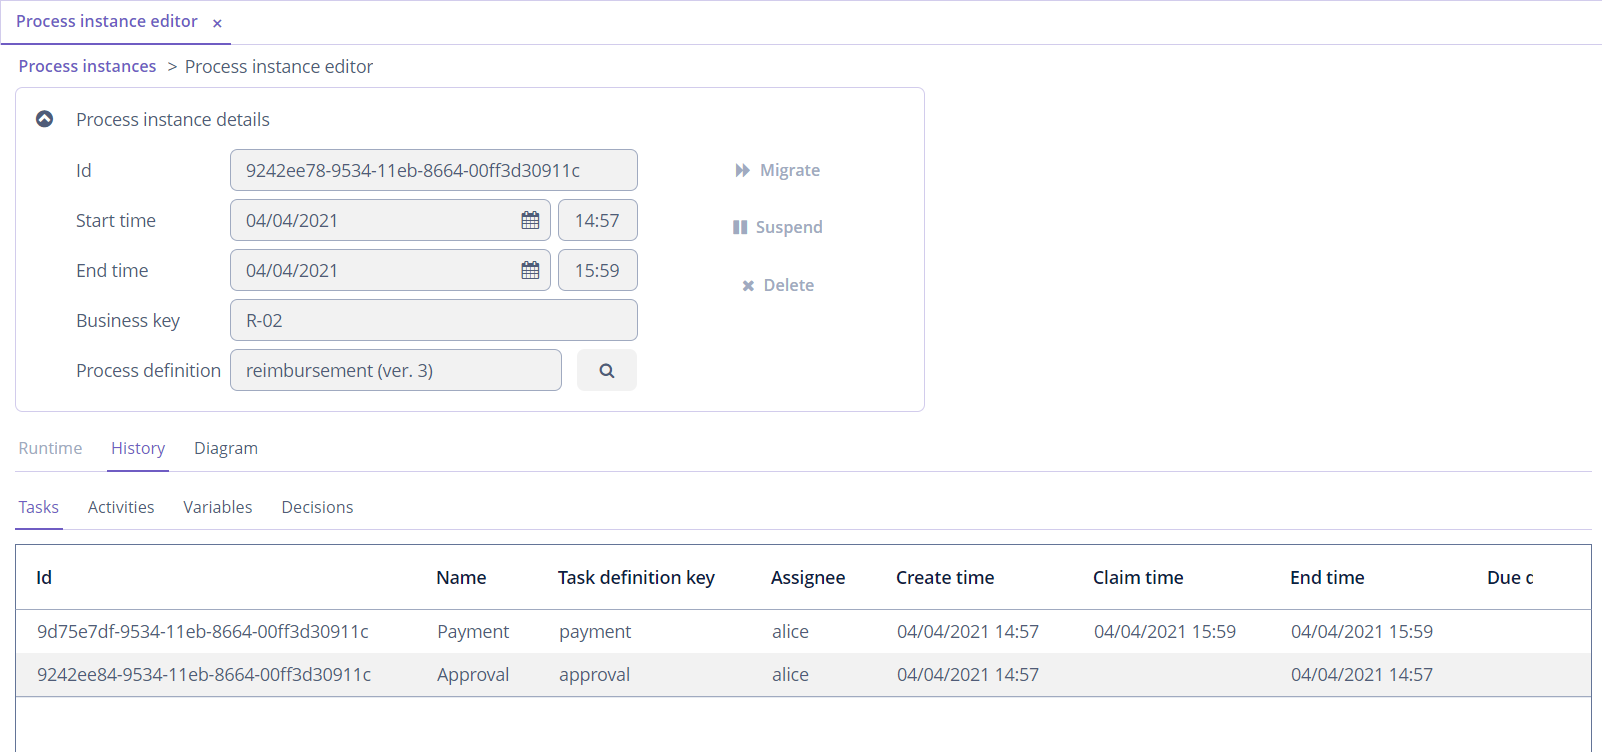 Process instance editor ×
Process instances > Process instance editor
Process instance details
Id 9242ee78-9534-11eb-8664-00ff3d30911c Migrate
Start time 04/04/2021 14:57 Suspend
End time 04/04/2021 15:59 Delete
Business key R-02
Process definition reimbursement (ver. 3)
Runtime History Diagram
Tasks Activities Variables Decisions
Id Name Task definition key Assignee Create time Claim time End time Due
9d75e7df-9534-11eb-8664-00ff3d30911c Payment payment alice 04/04/2021 14:57 04/04/2021 15:59 04/04/2021 15:59
9242ee84-9534-11eb-8664-00ff3d30911c Approval approval alice 04/04/2021 14:57 04/04/2021 14:57